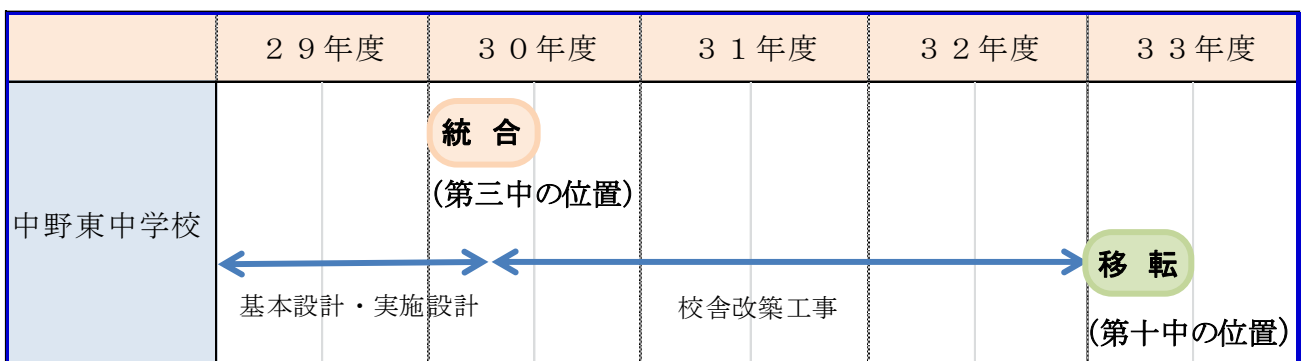 ２９年度 ３０年度 ３１年度 ３２年度 ３３年度
統 合
(第三中の位置)
中野東中学校
移 転
基本設計・実施設計 校舎改築工事
(第十中の位置)